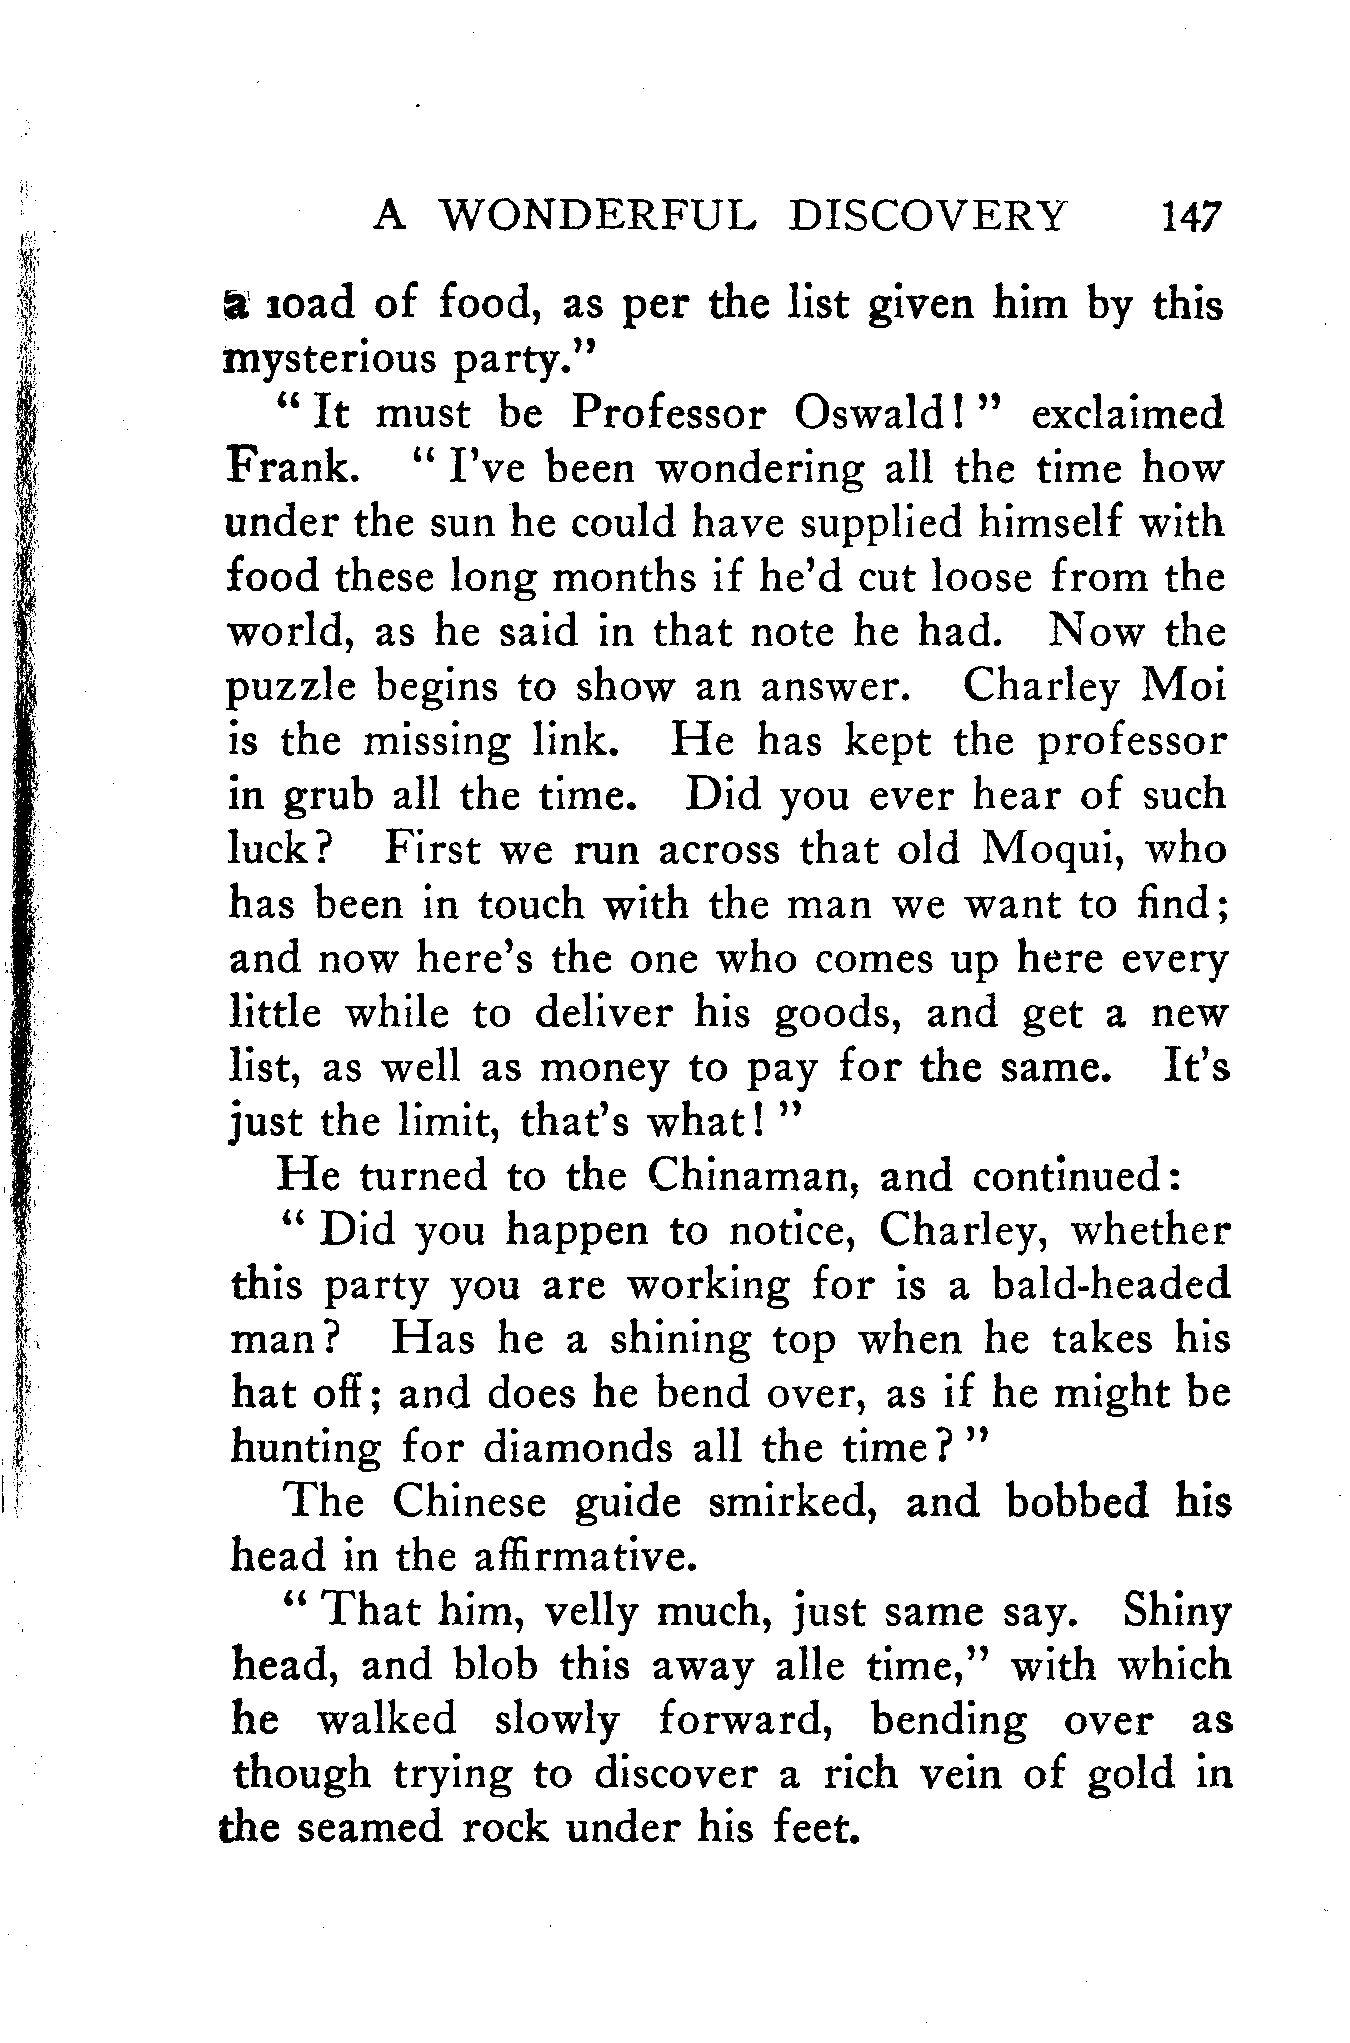 A WONDERFUL DISCOVERY 147
a load of food, as per the list given him by this
mysterious party."
" It must be Professor Oswald! " exclaimed
Frank. " I've been wondering all the time how
under the sun he could have supplied himself with
food these long months if he'd cut loose from the
world, as he said in that note he had. Now the
puzzle begins to show an answer. Charley Moi
is the missing link. He has kept the professor
in grub all the time. Did you ever hear of such
luck? First we run across that old Moqui, who
has been in touch with the man we want to find;
and now here's the one who comes up here every
little while to deliver his goods, and get a new
list, as well as money to pay for the same. It's
just the limit, that's what! "
He turned to the Chinaman, and continued:
" Did you happen to notice, Charley, whether
this party you are working for is a bald-headed
man? Has he a shining top when he takes his
hat off; and does he bend over, as if he might be
hunting for diamonds all the time? "
The Chinese guide smirked, and bobbed his
head in the affirmative.
" That him, velly much, just same say. Shiny
head, and blob this away alle time," with which
he walked slowly forward, bending over as
though trying to discover a rich vein of gold in
the seamed rock under his feet.